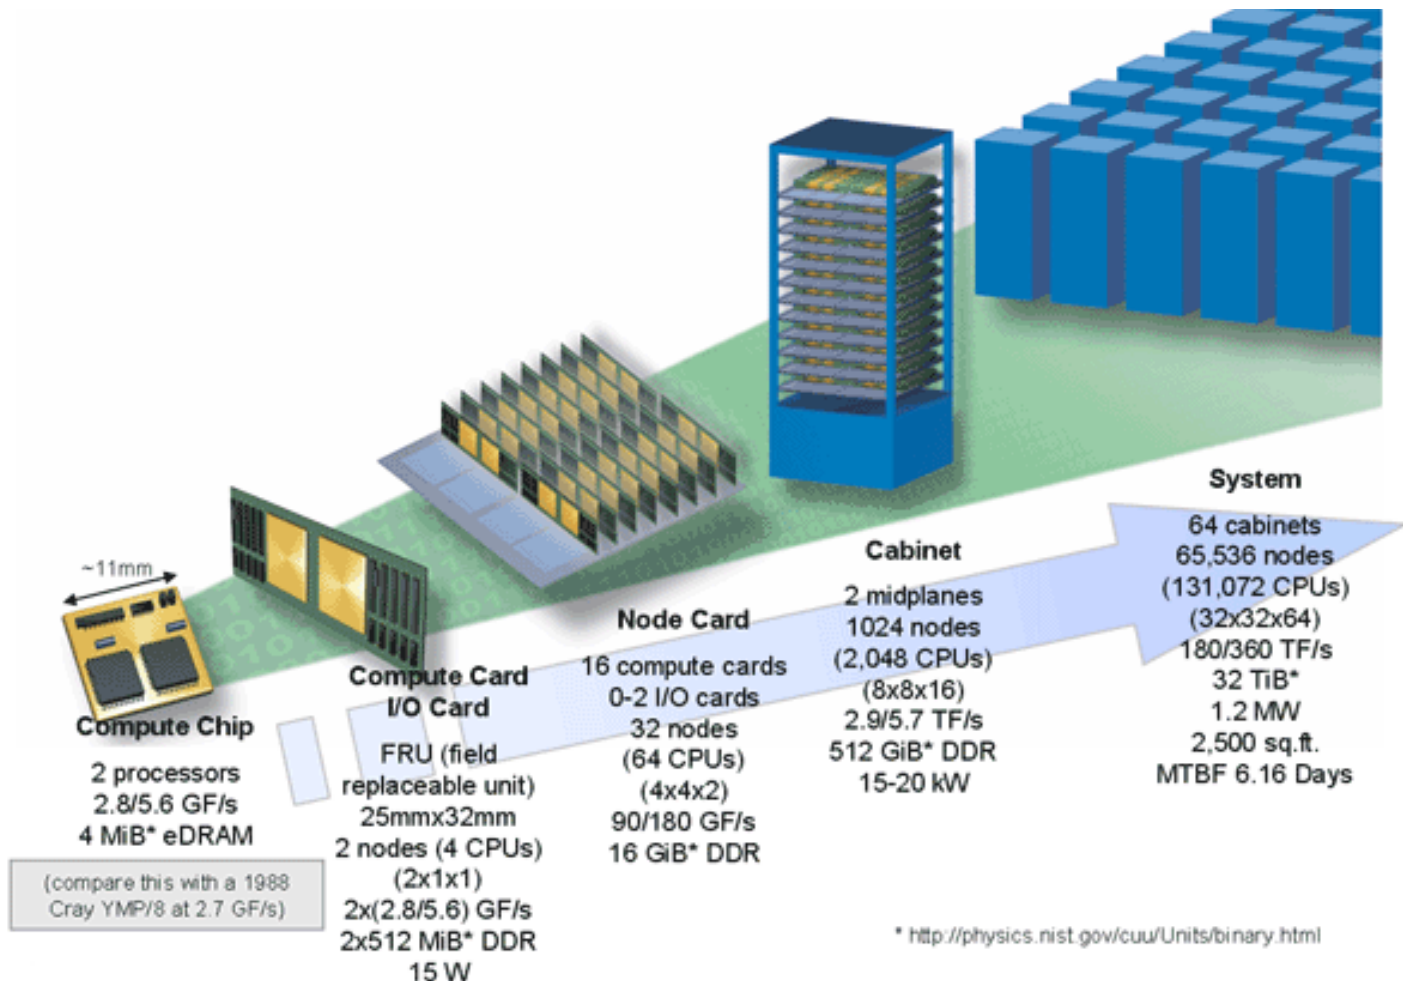 ~11mm
Compute Chip
2 processors
2.8/5.6 GF/s
4 MiB* eDRAM
(compare this with a 1988
Cray YMP/8 at 2.7 GF/s)
Compute Card
I/O Card
FRU (field
replaceable unit)
25mmx32mm
2 nodes (4 CPUs)
(2x1x1)
2x(2.8/5.6) GF/s
2x512 MiB* DDR
15 W
Node Card
16 compute cards
0-2 I/O cards
32 nodes
(64 CPUs)
(4x4x2)
90/180 GF/s
16 GiB* DDR
Cabinet
2 midplanes
1024 nodes
(2,048 CPUs)
(8x8x16)
2.9/5.7 TF/s
512 GiB* DDR
15-20 kW
System
64 cabinets
65,536 nodes
(131,072 CPUs)
(32x32x64)
180/360 TF/s
32 TiB*
1.2 MW
2,500 sq.ft.
MTBF 6.16 Days
* http://physics.nist.gov/cuu/Units/binary.html